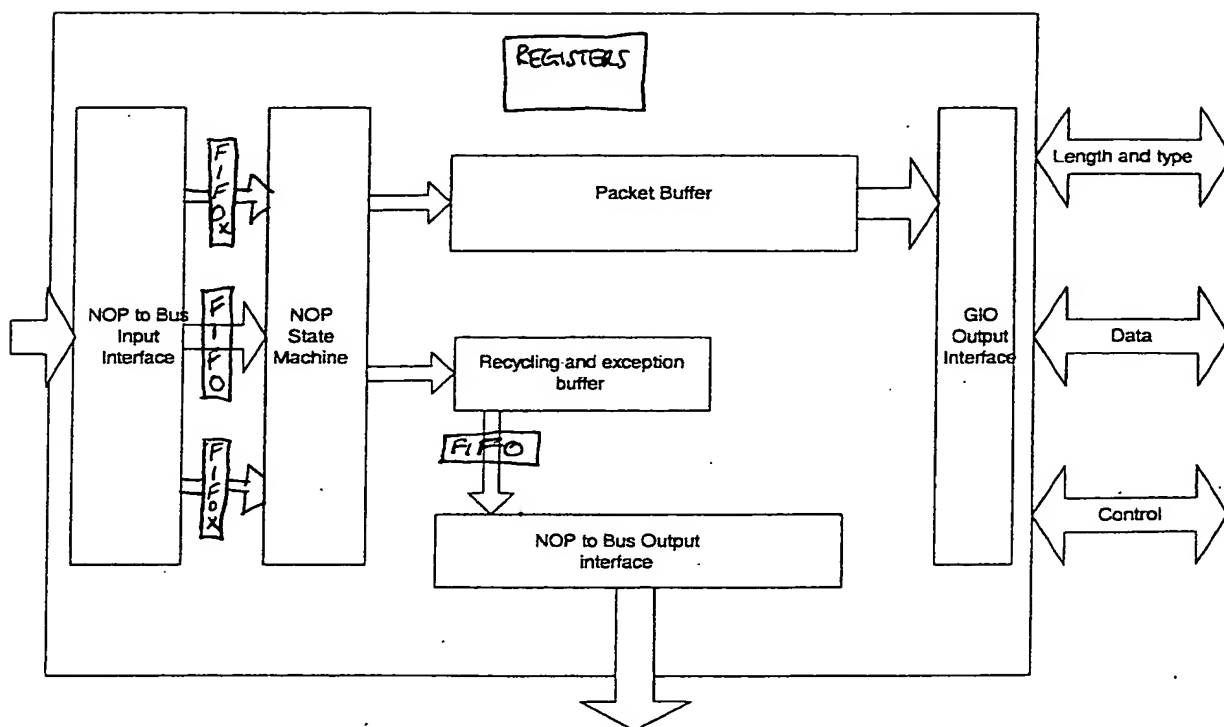 REGISTERS
FIFOX
Packet Buffer
Length and type
NOP to Bus
Input
Interface
FIFO
NOP
State
Machine
GIO
Output
Interface
Data
Recycling and exception
buffer
FIFO
FIFOX
NOP to Bus Output
interface
Control